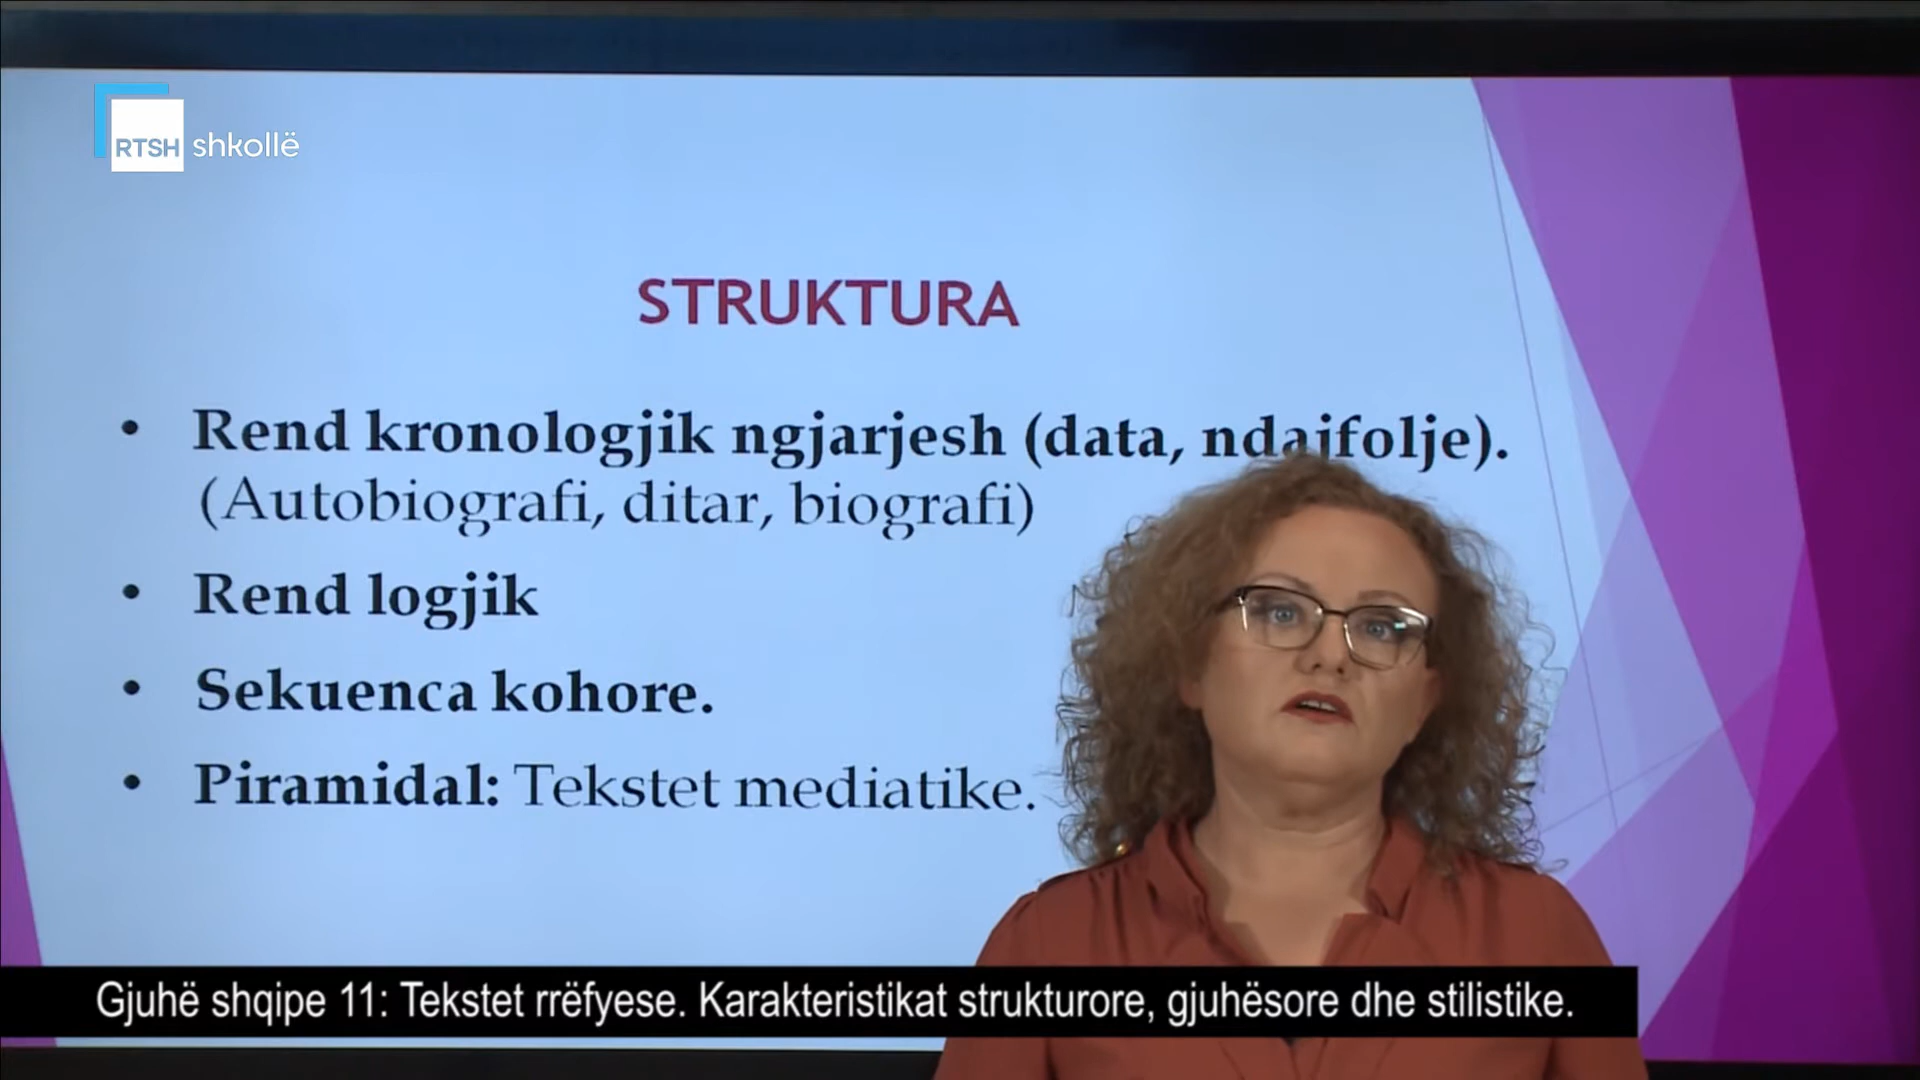 RTSH shkollë
STRUKTURA
• Rend kronologjik ngjarjesh (data, ndajfolje).
(Autobiografi, ditar, biografi)
• Rend logjik
• Sekuenca kohore.
• Piramidal: Tekstet mediatike.
Gjuhë shqipe 11: Tekstet rrëfyese. Karakteristikat strukturore, gjuhësore dhe stilistike.